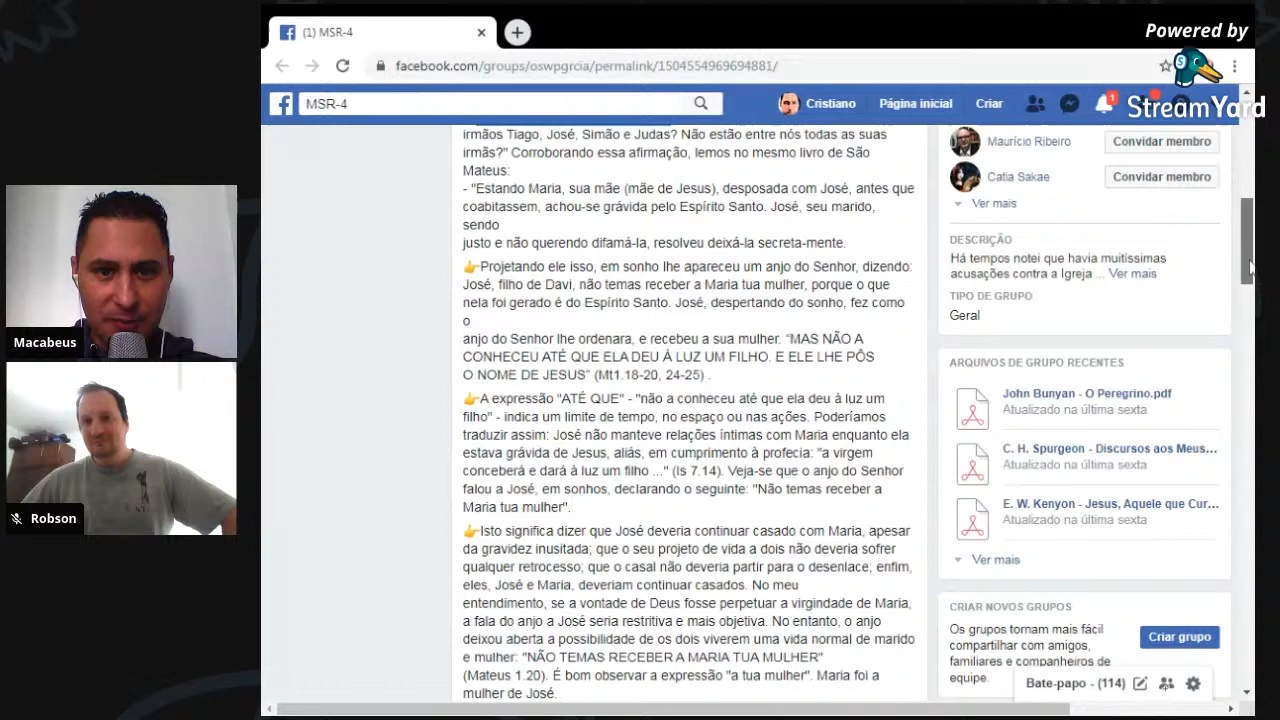 Powered by
StreamYard
(1) MSR-4
facebook.com/groups/oswpgrcia/permalink/1504554969694881/
MSR-4
Cristiano
Página inicial
Criar
1
irmãos Tiago, José, Simão e Judas? Não estão entre nós todas as suas
irmãs?" Corroborando essa afirmação, lemos no mesmo livro de São
Mateus:
- "Estando Maria, sua mãe (mãe de Jesus), desposada com José, antes que
coabitassem, achou-se grávida pelo Espírito Santo. José, seu marido,
sendo
justo e não querendo difamá-la, resolveu deixá-la secreta-mente.
👉Projetando ele isso, em sonho lhe apareceu um anjo do Senhor, dizendo:
José, filho de Davi, não temas receber a Maria tua mulher, porque o que
nela foi gerado é do Espírito Santo. José, despertando do sonho, fez como
o
anjo do Senhor lhe ordenara, e recebeu a sua mulher. "MAS NÃO A
CONHECEU ATÉ QUE ELA DEU À LUZ UM FILHO. E ELE LHE PÔS
O NOME DE JESUS" (Mt1.18-20, 24-25) .
👉A expressão "ATÉ QUE" - "não a conheceu até que ela deu à luz um
filho" - indica um limite de tempo, no espaço ou nas ações. Poderíamos
traduzir assim: José não manteve relações íntimas com Maria enquanto ela
estava grávida de Jesus, aliás, em cumprimento à profecia: "a virgem
conceberá e dará à luz um filho ..." (Is 7.14). Veja-se que o anjo do Senhor
falou a José, em sonhos, declarando o seguinte: "Não temas receber a
Maria tua mulher".
👉Isto significa dizer que José deveria continuar casado com Maria, apesar
da gravidez inusitada; que o seu projeto de vida a dois não deveria sofrer
qualquer retrocesso; que o casal não deveria partir para o desenlace; enfim,
eles, José e Maria, deveriam continuar casados. No meu
entendimento, se a vontade de Deus fosse perpetuar a virgindade de Maria,
a fala do anjo a José seria restritiva e mais objetiva. No entanto, o anjo
deixou aberta a possibilidade de os dois viverem uma vida normal de marido
e mulher: "NÃO TEMAS RECEBER A MARIA TUA MULHER"
(Mateus 1.20). É bom observar a expressão "a tua mulher". Maria foi a
mulher de José.
Maurício Ribeiro
Convidar membro
Catia Sakae
Convidar membro
Ver mais
DESCRIÇÃO
Há tempos notei que havia muitíssimas
acusações contra a Igreja ... Ver mais
TIPO DE GRUPO
Geral
ARQUIVOS DE GRUPO RECENTES
John Bunyan - O Peregrino.pdf
Atualizado na última sexta
C. H. Spurgeon - Discursos aos Meus...
Atualizado na última sexta
E. W. Kenyon - Jesus, Aquele que Cur...
Atualizado na última sexta
Ver mais
CRIAR NOVOS GRUPOS
Os grupos tornam mais fácil
compartilhar com amigos,
familiares e companheiros de
equipe.
Criar grupo
Bate-papo - (114)
Macabeus
Robson